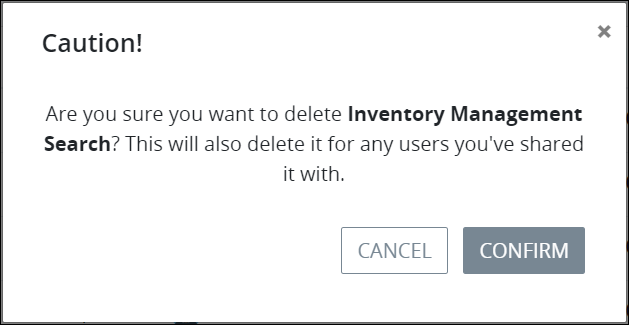 Caution!
Are you sure you want to delete Inventory Management
Search? This will also delete it for any users you've shared
it with.
CANCEL CONFIRM